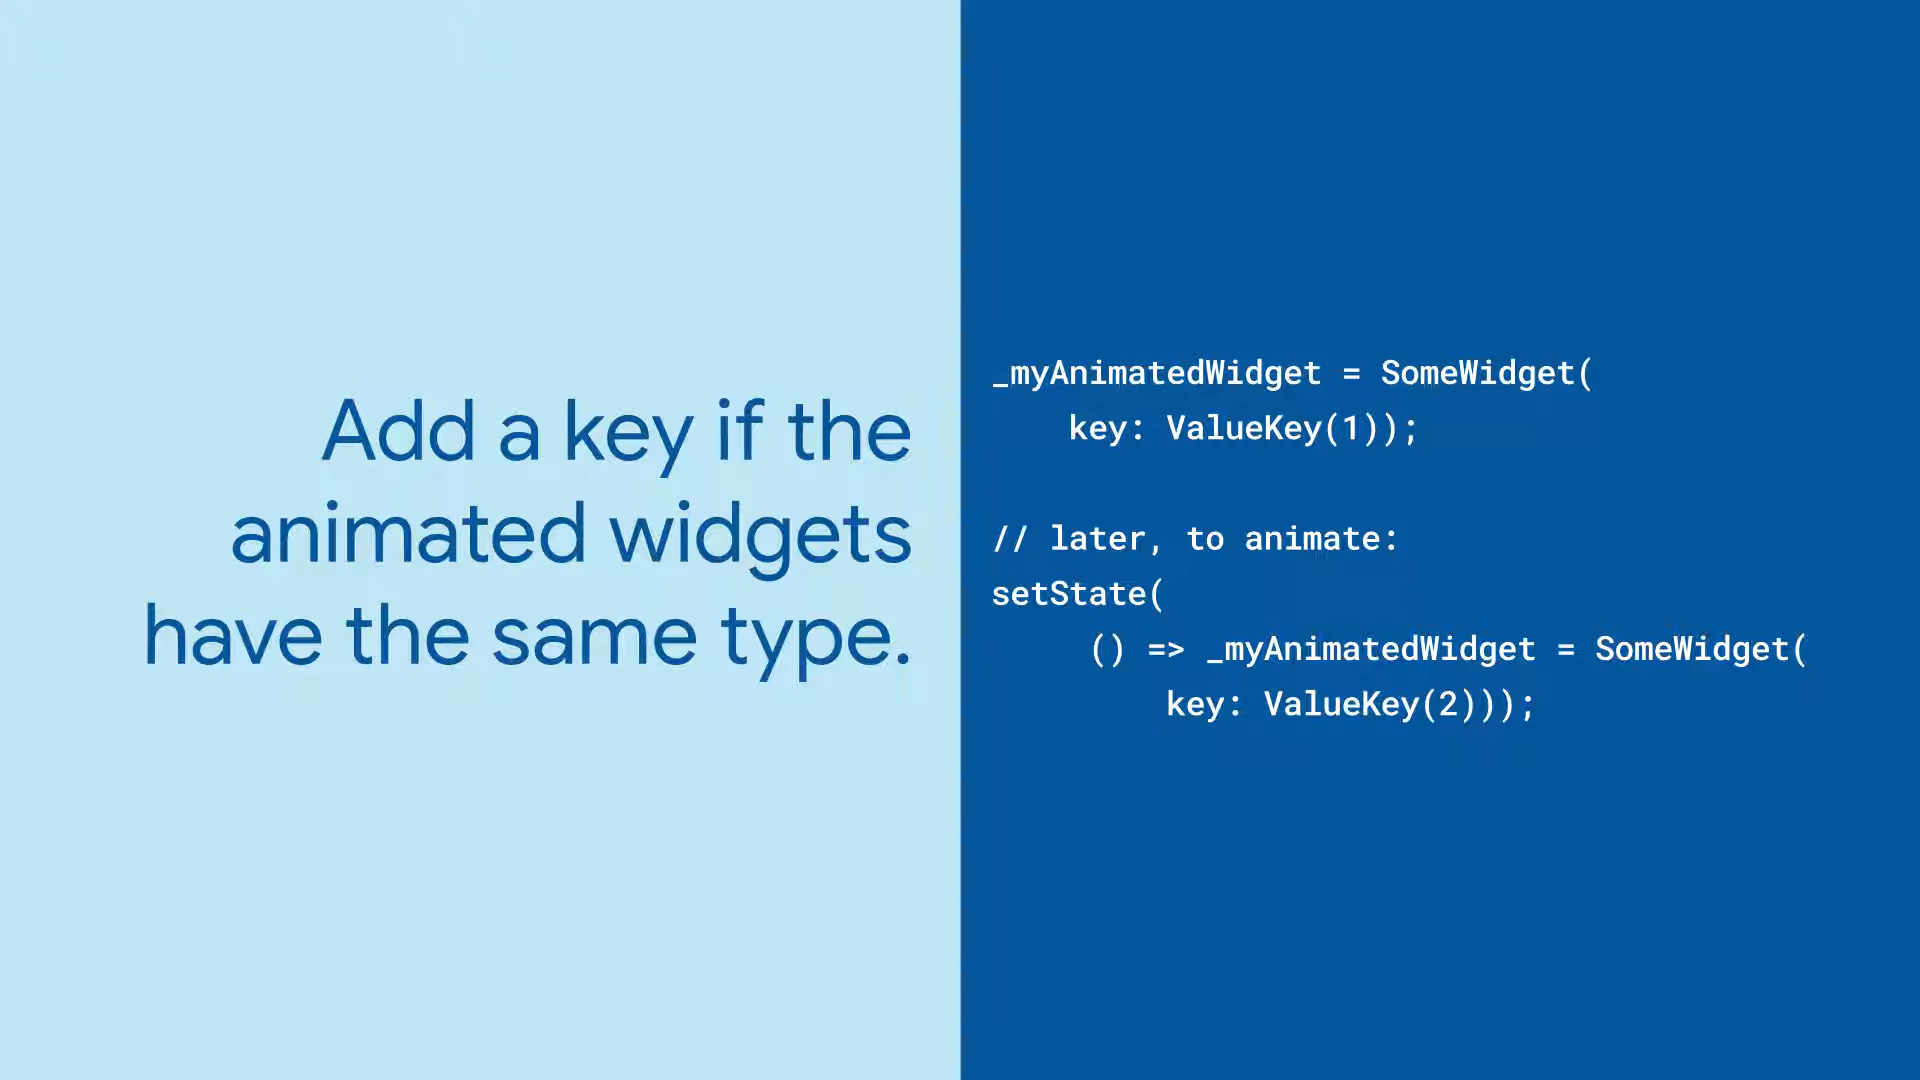 Add a key if the
animated widgets
have the same type.
_myAnimatedWidget = SomeWidget(
    key: ValueKey(1));

// later, to animate:
setState(
     () => _myAnimatedWidget = SomeWidget(
         key: ValueKey(2)));